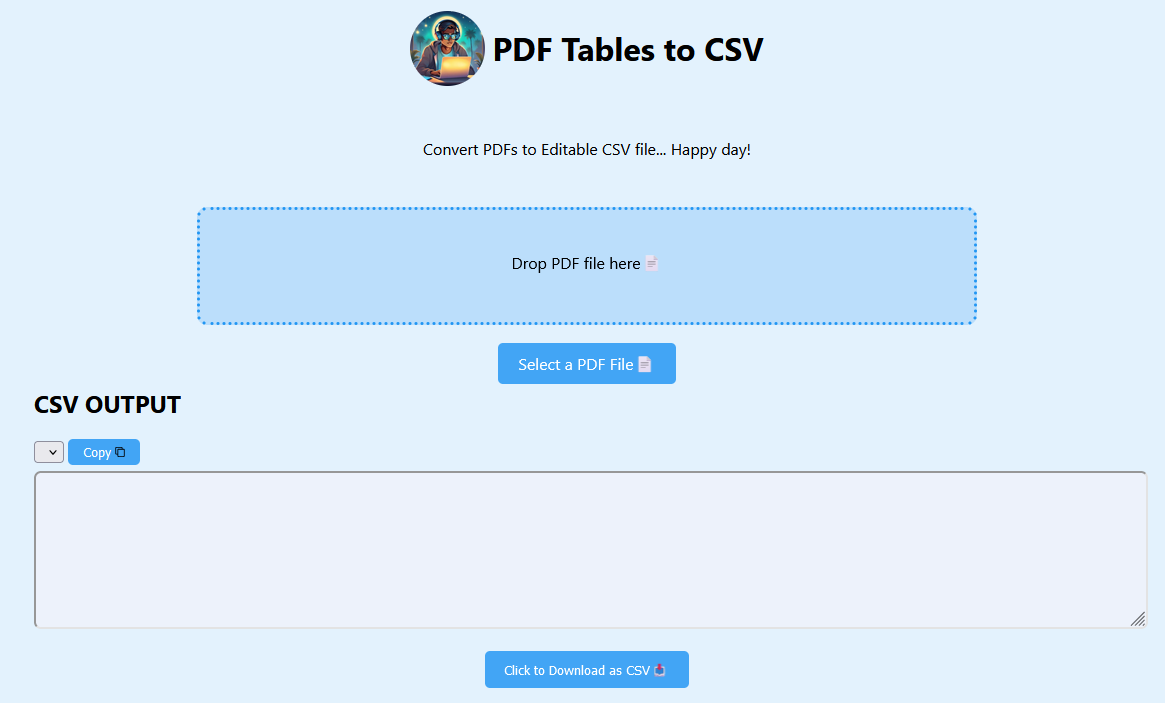 PDF Tables to CSV
Convert PDFs to Editable CSV file... Happy day!
Drop PDF file here
Select a PDF File
CSV OUTPUT
Copy
Click to Download as CSV